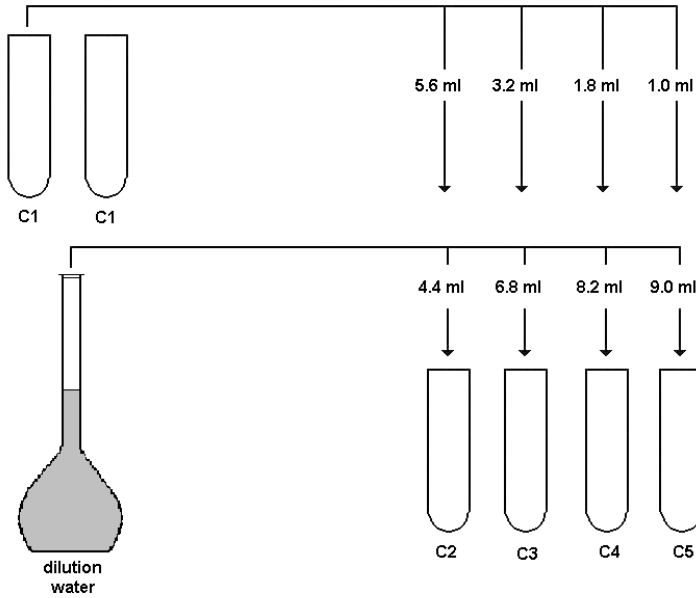 5.6 ml 3.2 ml 1.8 ml 1.0 ml
C1 C1
4.4 ml 6.8 ml 8.2 ml 9.0 ml
C2 C3 C4 C5
dilution
water